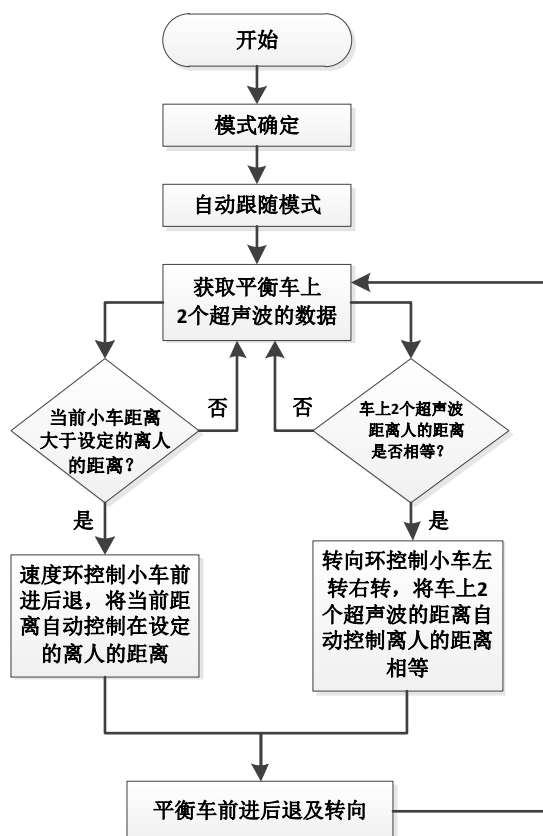 开始
模式确定
自动跟随模式
获取平衡车上
2个超声波的数据
当前小车距离
大于设定的离人
的距离?
否
否
车上2个超声波
距离人的距离
是否相等?
是
是
速度环控制小车前
进后退，将当前距
离自动控制在设定
的离人的距离
转向环控制小车左
转右转，将车上2
个超声波的距离自
动控制离人的距离
相等
平衡车前进后退及转向